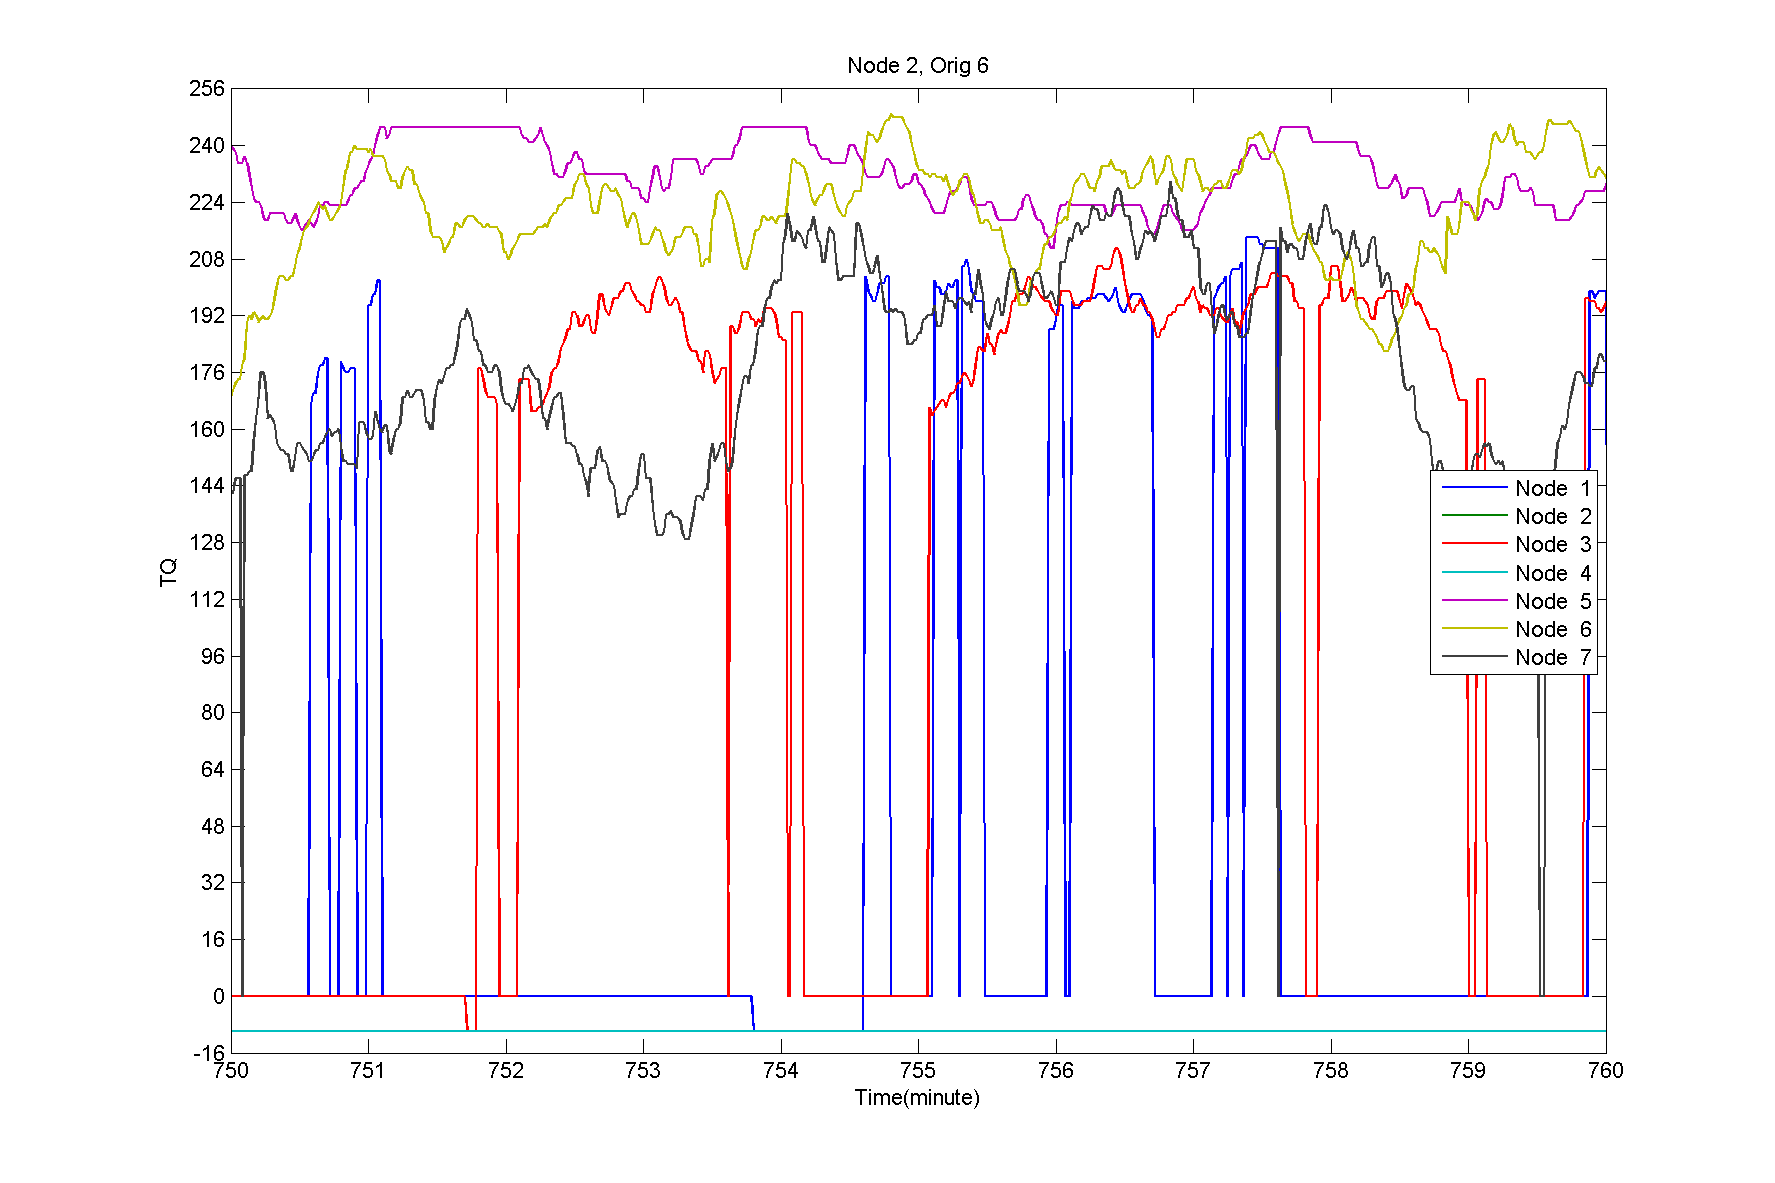 Node 2, Orig 6
256
240
224
208
192
176
160
144
128
112
96
80
64
48
32
16
0
-16
TQ
750 751 752 753 754 755 756 757 758 759 760
Time(minute)
Node 1
Node 2
Node 3
Node 4
Node 5
Node 6
Node 7